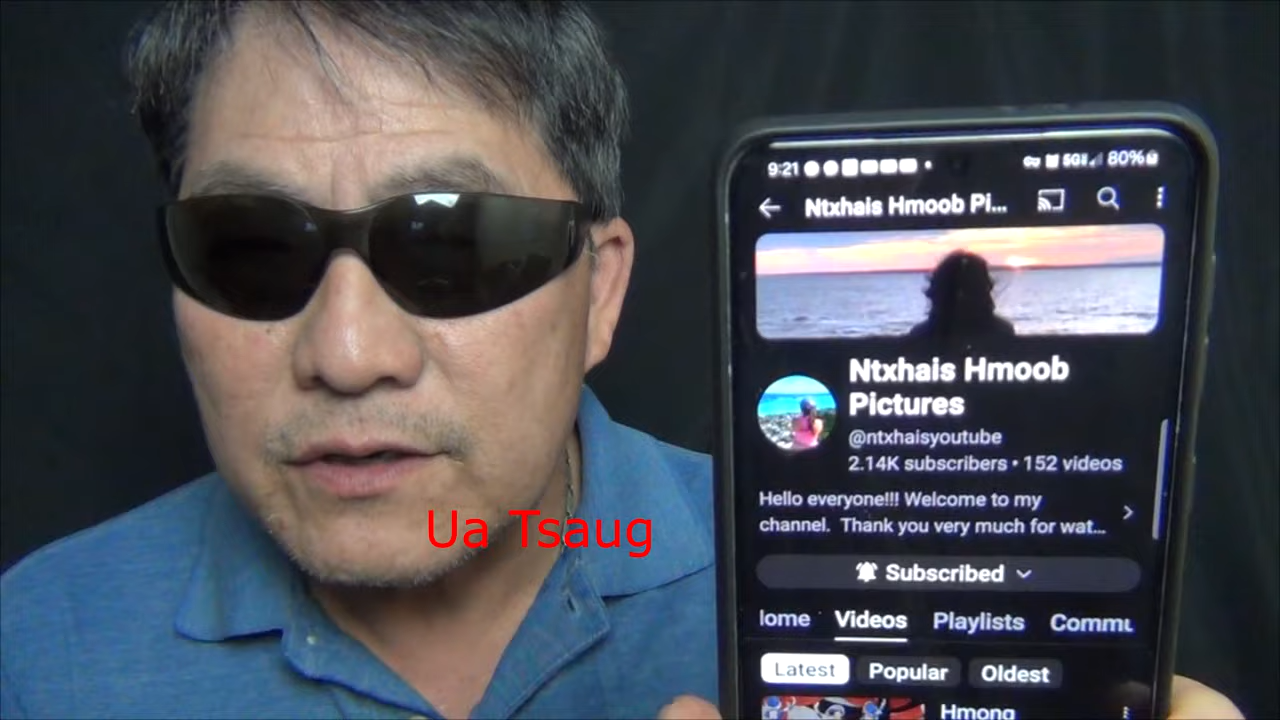 9:21 5G 80%
Ntxhais Hmoob Pi...
Ntxhais Hmoob
Pictures
@ntxhaisyoutube
2.14K subscribers • 152 videos
Hello everyone!!! Welcome to my
channel. Thank you very much for wat...
Ua Tsaug
Subscribed
Home Videos Playlists Commu
Latest Popular Oldest
Hmong